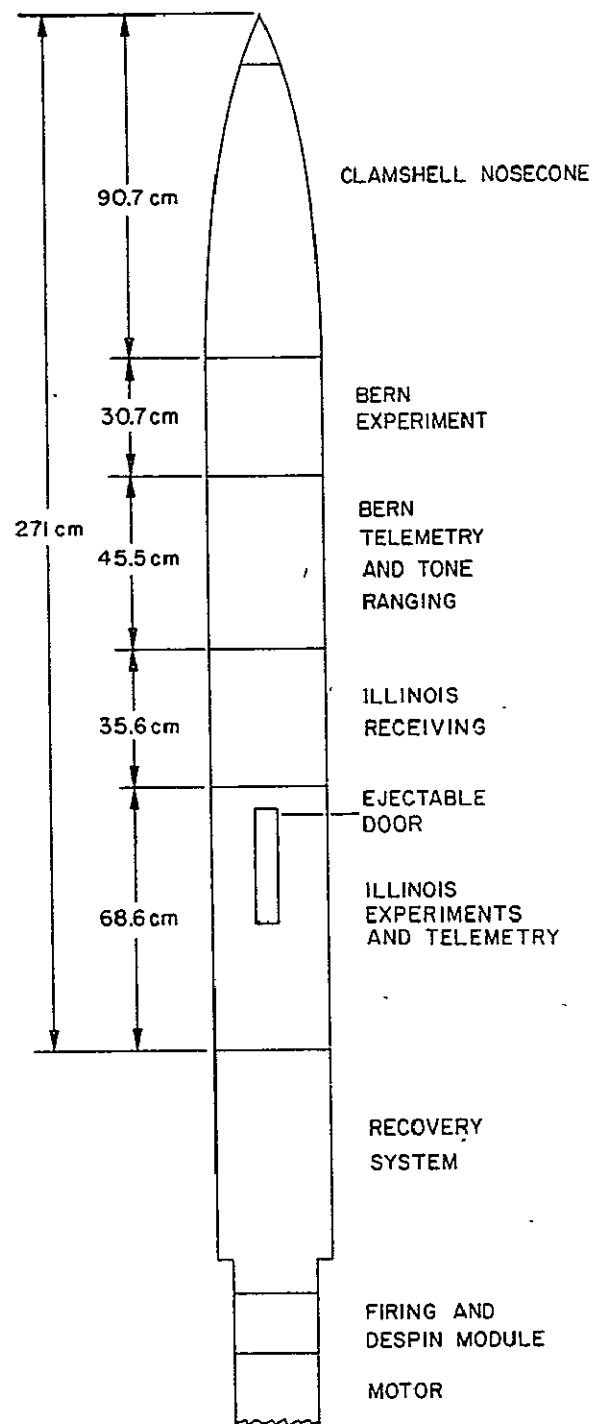 90.7 cm
CLAMSHELL NOSECONE
30.7 cm
BERN
EXPERIMENT
271 cm
45.5 cm
BERN
TELEMETRY
AND TONE
RANGING
35.6 cm
ILLINOIS
RECEIVING
EJECTABLE
DOOR
68.6 cm
ILLINOIS
EXPERIMENTS
AND TELEMETRY
RECOVERY
SYSTEM
FIRING AND
DESPIN MODULE
MOTOR